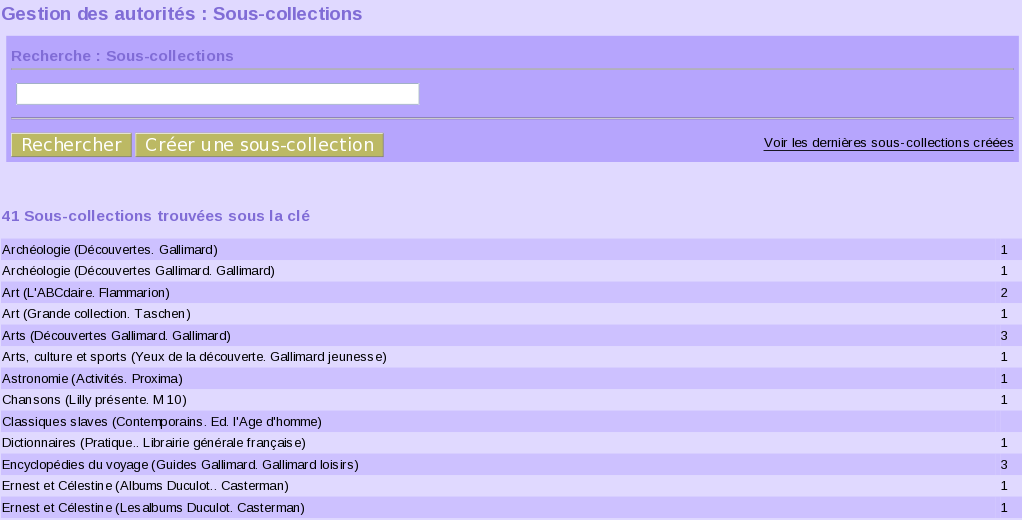 Gestion des autorités : Sous-collections
Recherche : Sous-collections
Rechercher Créer une sous-collection Voir les dernières sous-collections créées
41 Sous-collections trouvées sous la clé
Archéologie (Découvertes. Gallimard) 1
Archéologie (Découvertes Gallimard. Gallimard) 1
Art (L'ABCdaire. Flammarion) 2
Art (Grande collection. Taschen) 1
Arts (Découvertes Gallimard. Gallimard) 3
Arts, culture et sports (Yeux de la découverte. Gallimard jeunesse) 1
Astronomie (Activités. Proxima) 1
Chansons (Lilly présente. M 10) 1
Classiques slaves (Contemporains. Ed. l'Age d'homme)
Dictionnaires (Pratique.. Librairie générale française) 1
Encyclopédies du voyage (Guides Gallimard. Gallimard loisirs) 3
Ernest et Célestine (Albums Duculot.. Casterman) 1
Ernest et Célestine (Lesalbums Duculot. Casterman) 1